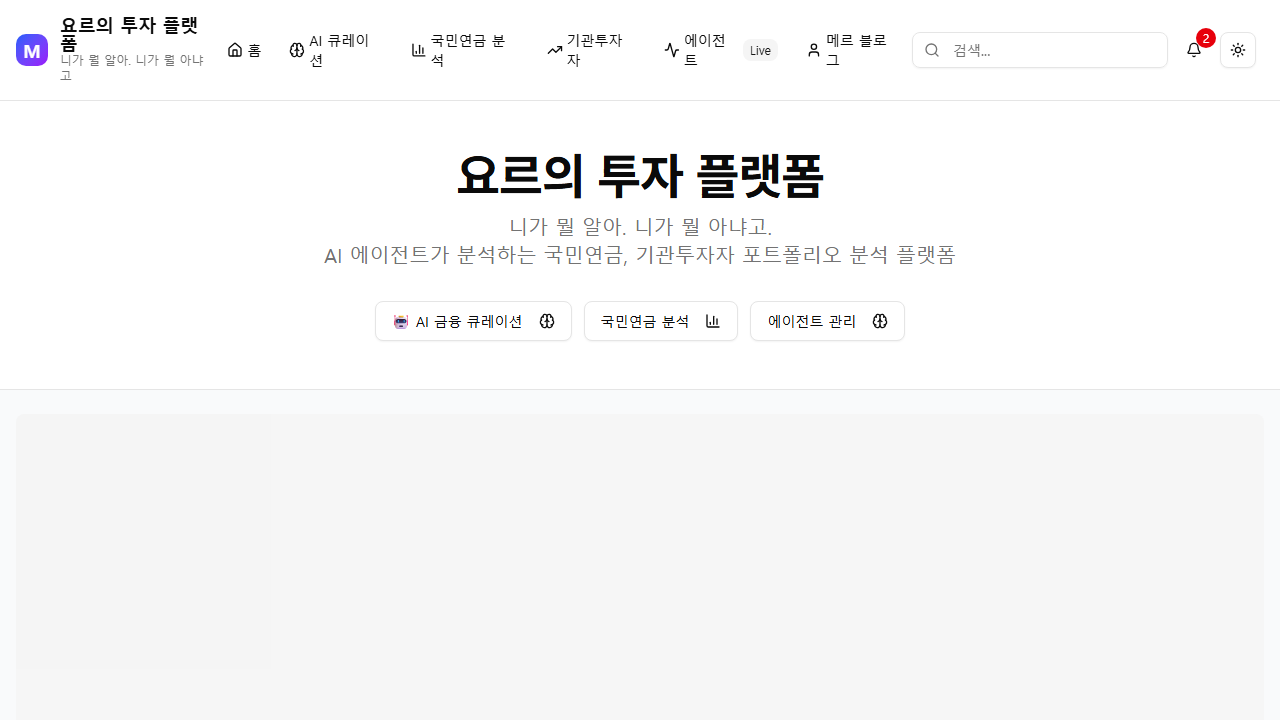 M
요르의 투자 플랫
폼
니가 뭘 알아. 니가 뭘 아냐
고
홈
AI 큐레이
션
국민연금 분
석
기관투자
자
에이전
트
Live
메르 블로
그
검색...
2
요르의 투자 플랫폼
니가 뭘 알아. 니가 뭘 아냐고.
AI 에이전트가 분석하는 국민연금, 기관투자자 포트폴리오 분석 플랫폼
AI 금융 큐레이션
국민연금 분석
에이전트 관리